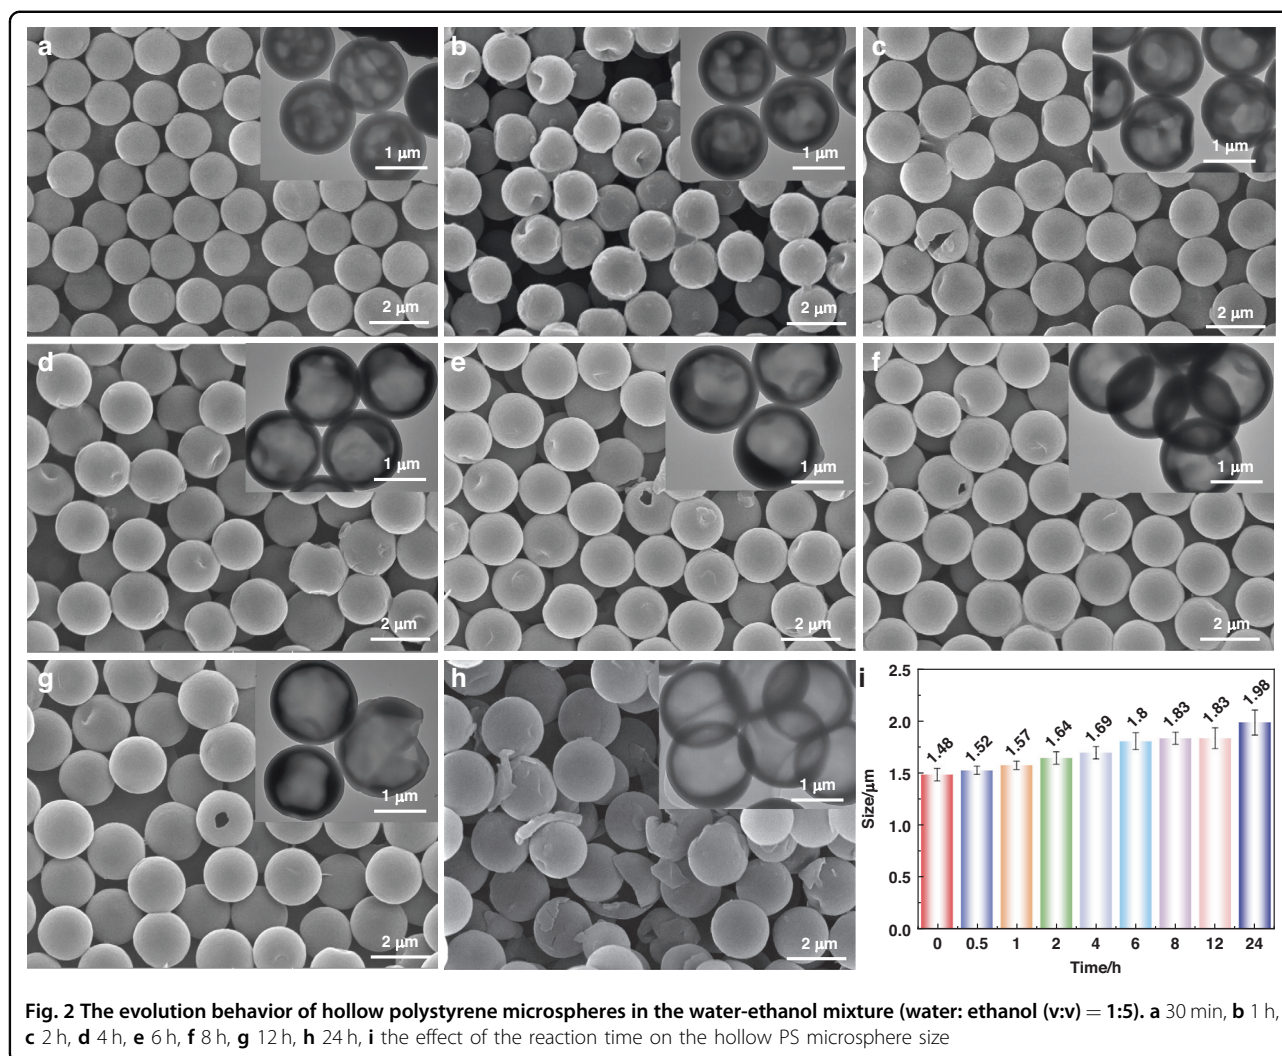 a
1 µm
2 µm
b
1 µm
2 µm
c
1 µm
2 µm
d
1 µm
2 µm
e
1 µm
2 µm
f
1 µm
2 µm
g
1 µm
2 µm
h
1 µm
2 µm
i
2.5
2.0
1.5
1.0
0.5
0.0
Size/µm
1.48
1.52
1.57
1.64
1.69
1.8
1.83
1.83
1.98
0 0.5 1 2 4 6 8 12 24
Time/h
Fig. 2 The evolution behavior of hollow polystyrene microspheres in the water-ethanol mixture (water: ethanol (v:v) = 1:5). a 30 min, b 1 h,
c 2 h, d 4 h, e 6 h, f 8 h, g 12 h, h 24 h, i the effect of the reaction time on the hollow PS microsphere size